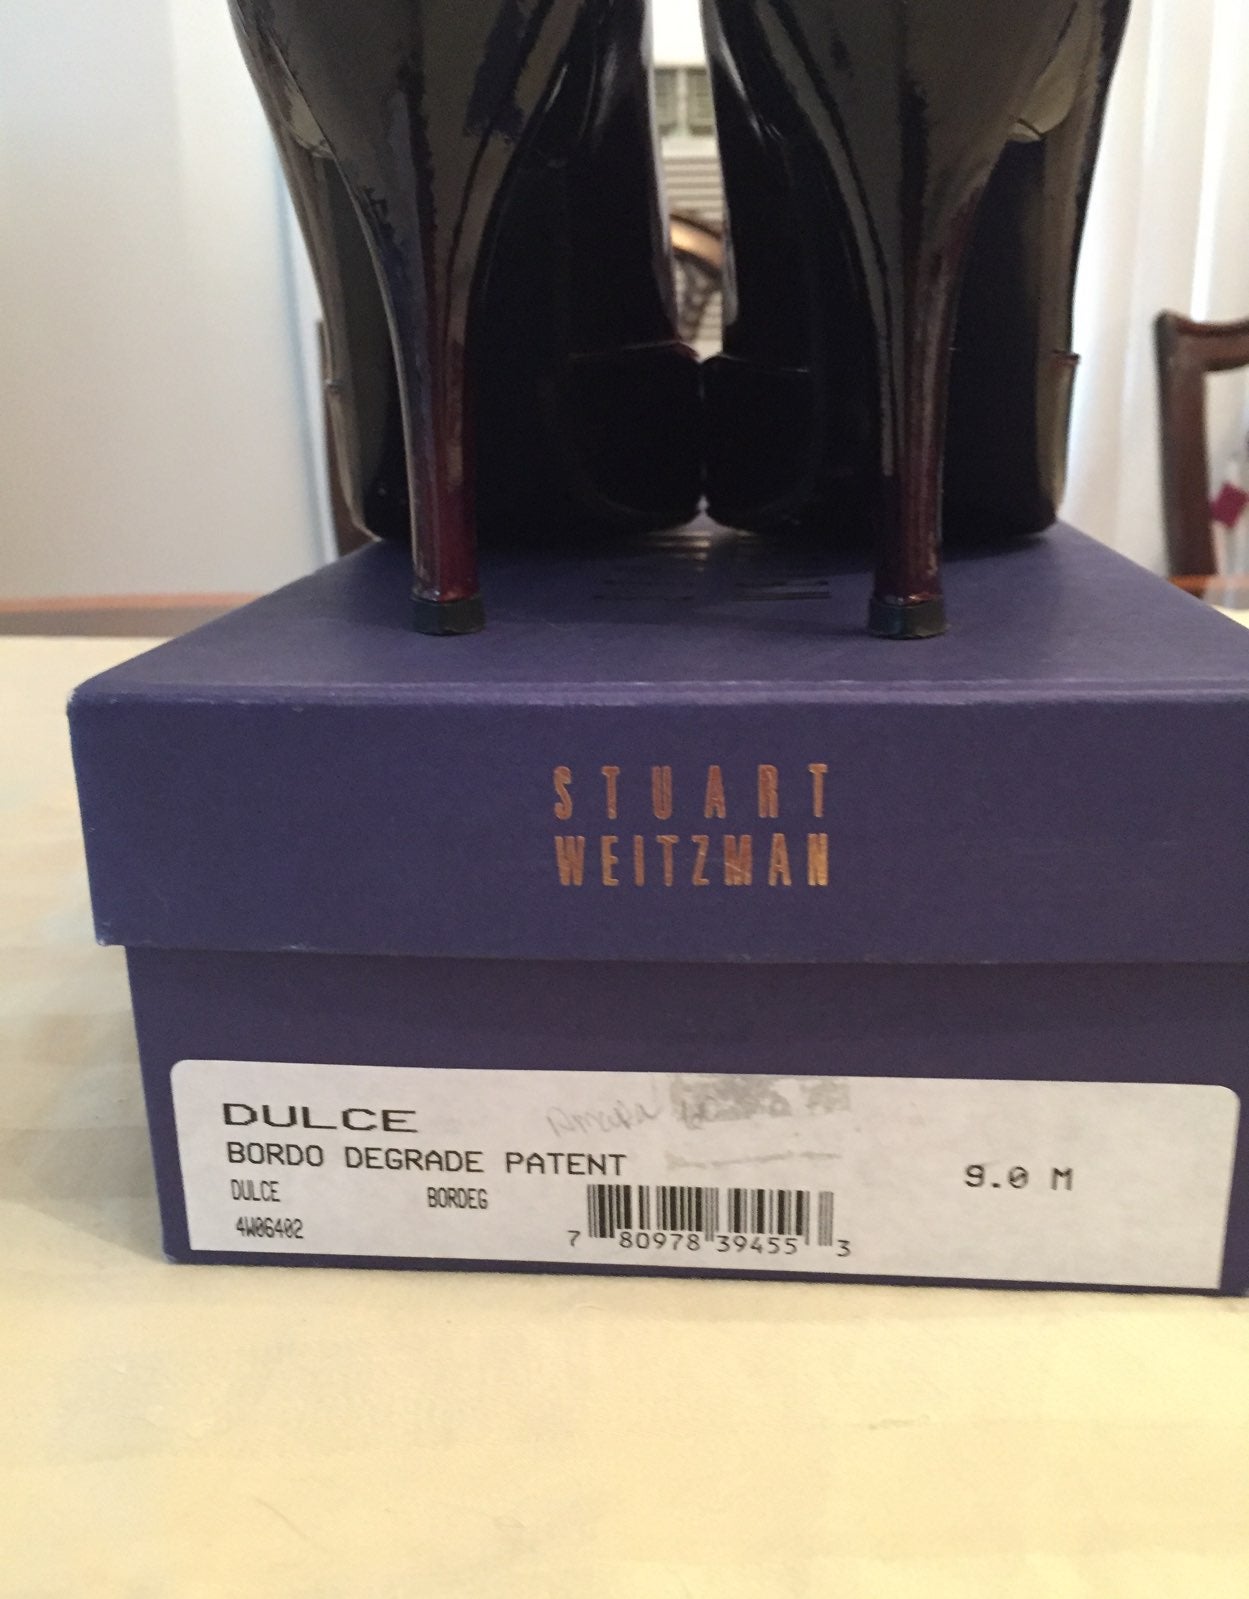 STUART
WEITZMAN
DULCE
BORDO DEGRADE PATENT
9.0 M
DULCE BORDEG
4W06402
7 80978 39455 3